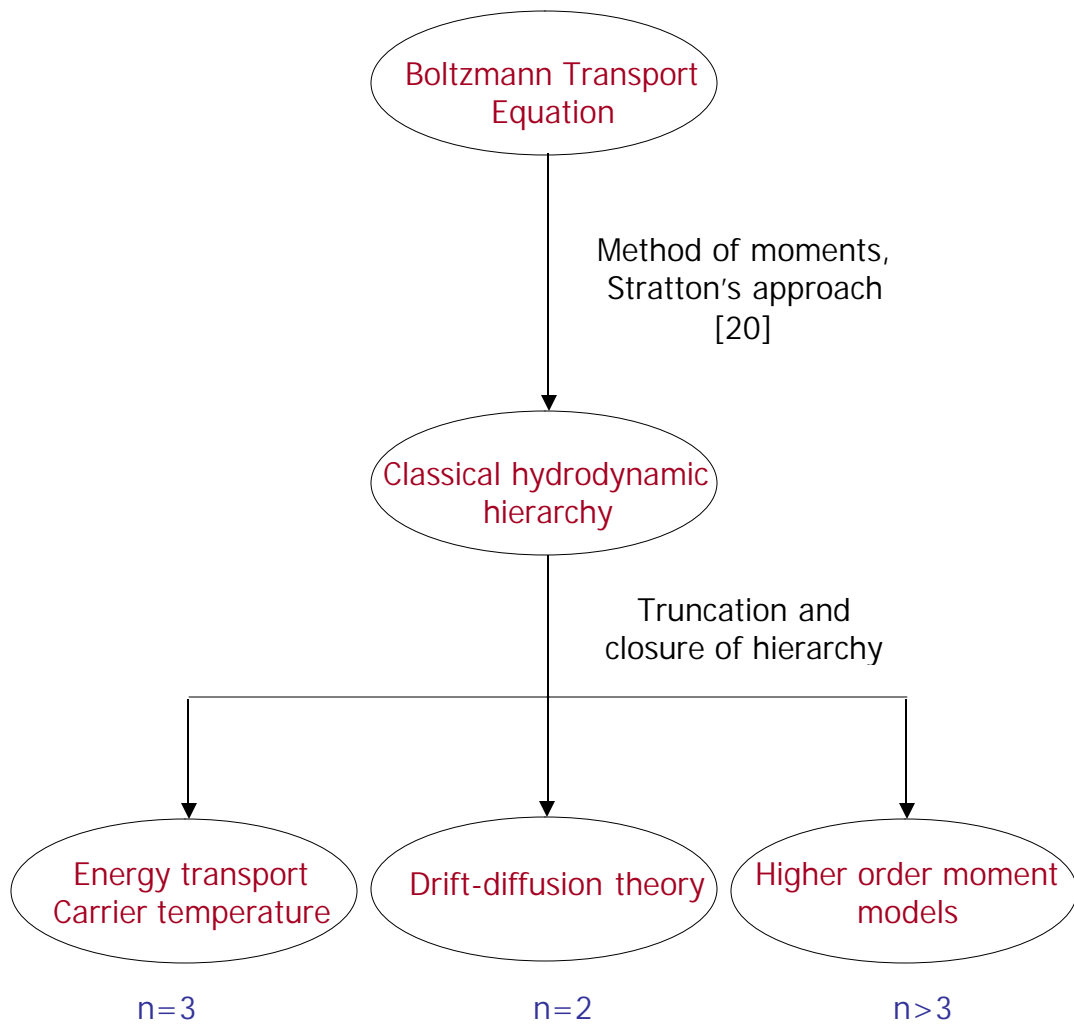 Boltzmann Transport
Equation
Method of moments,
Stratton's approach
[20]
Classical hydrodynamic
hierarchy
Truncation and
closure of hierarchy
Energy transport
Carrier temperature
Drift-diffusion theory
Higher order moment
models
n=3
n=2
n>3